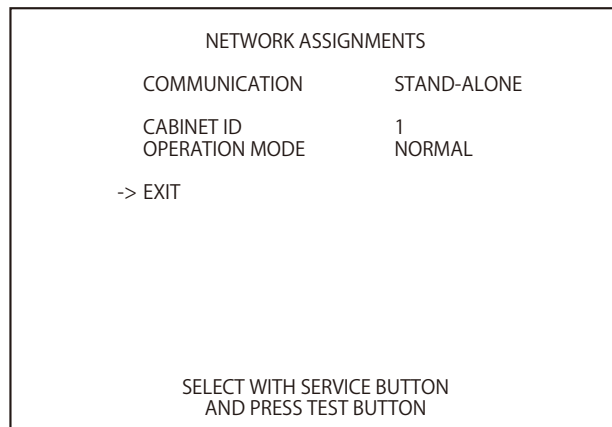 NETWORK ASSIGNMENTS
COMMUNICATION STAND-ALONE
CABINET ID 1
OPERATION MODE NORMAL
-> EXIT
SELECT WITH SERVICE BUTTON
AND PRESS TEST BUTTON